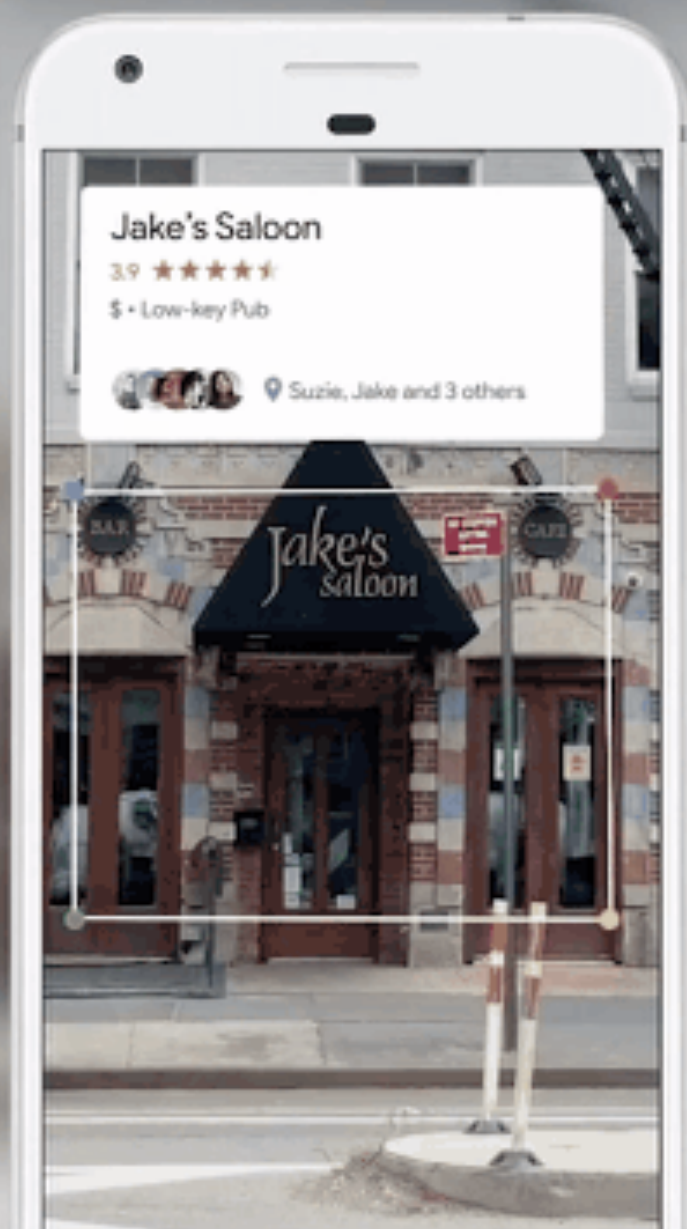 Jake's Saloon
3.9
$ • Low-key Pub
Suzie, Jake and 3 others
BAR
Jake's
saloon
CAFE